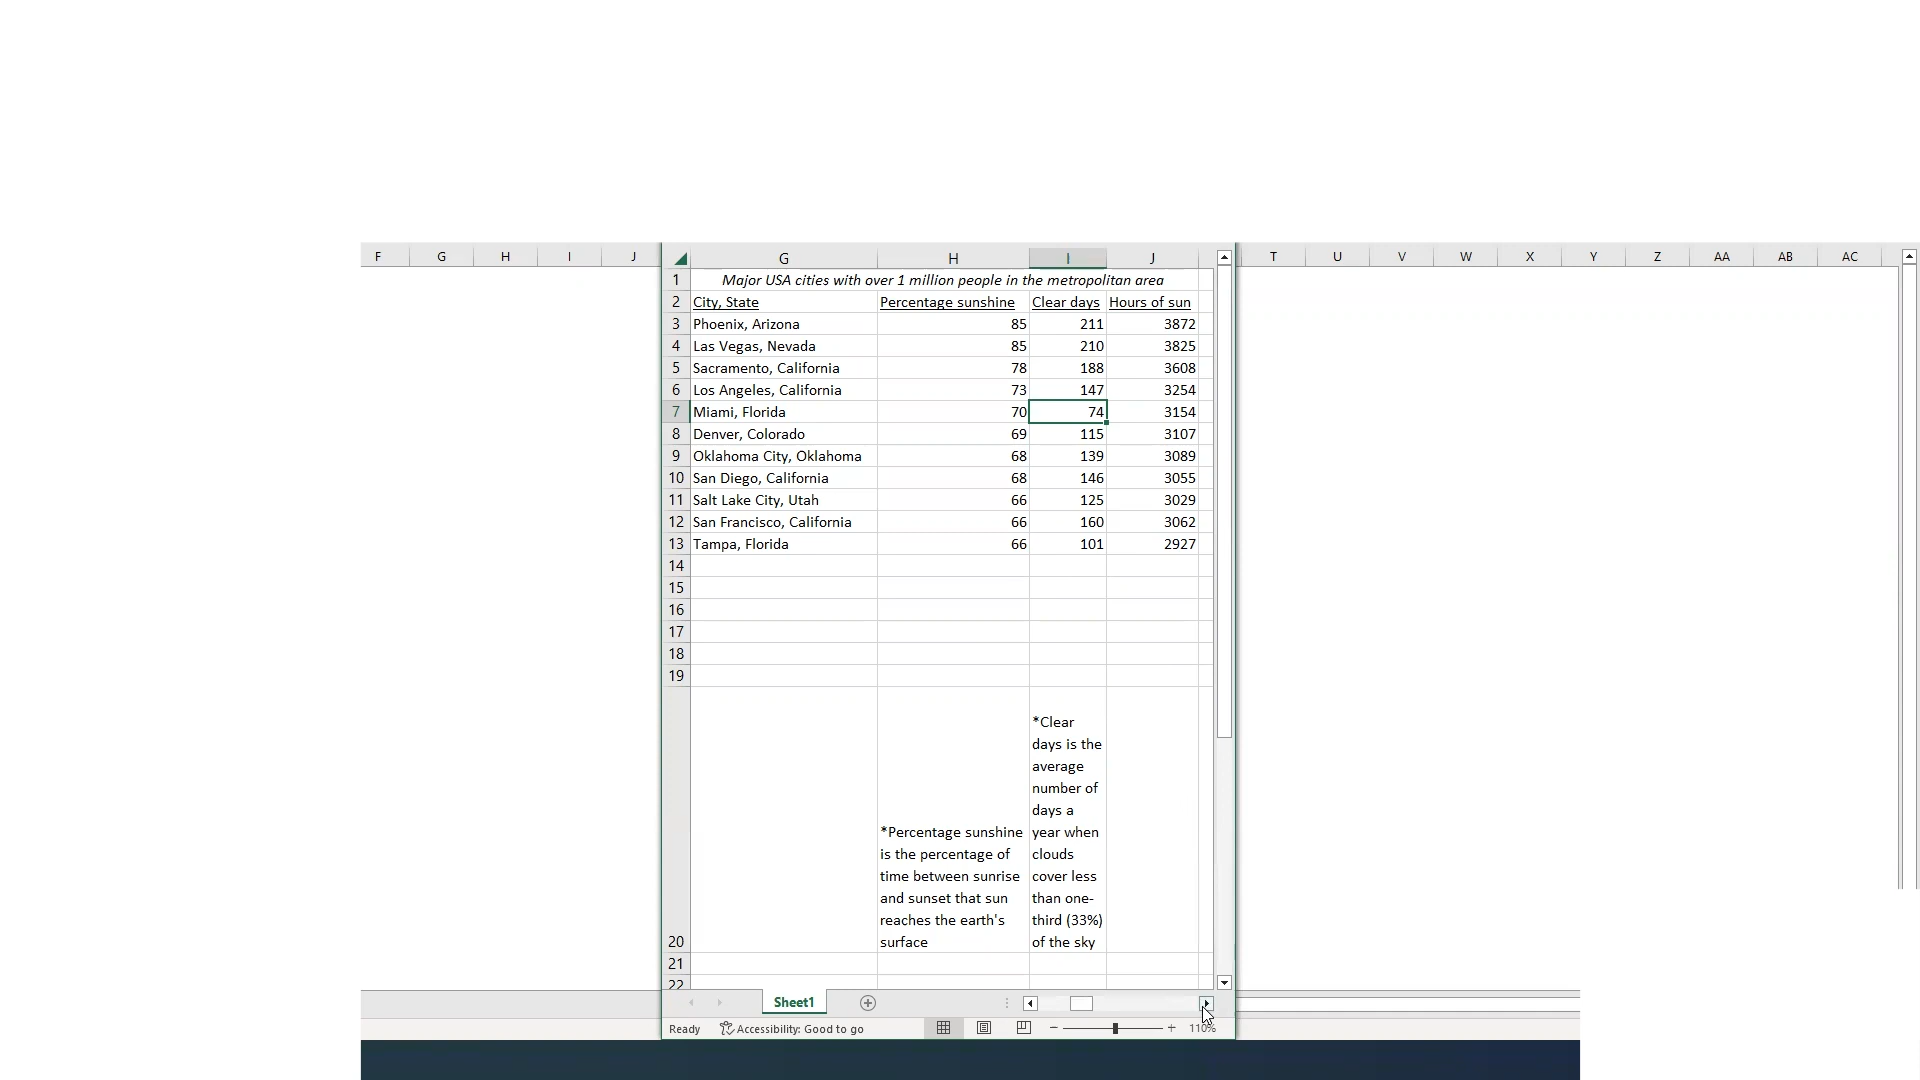 F G H I J G H I J T U V W X Y Z AA AB AC
1 Major USA cities with over 1 million people in the metropolitan area
2 City, State Percentage sunshine Clear days Hours of sun
3 Phoenix, Arizona 85 211 3872
4 Las Vegas, Nevada 85 210 3825
5 Sacramento, California 78 188 3608
6 Los Angeles, California 73 147 3254
7 Miami, Florida 70 74 3154
8 Denver, Colorado 69 115 3107
9 Oklahoma City, Oklahoma 68 139 3089
10 San Diego, California 68 146 3055
11 Salt Lake City, Utah 66 125 3029
12 San Francisco, California 66 160 3062
13 Tampa, Florida 66 101 2927
14
15
16
17
18
19
*Percentage sunshine
is the percentage of
time between sunrise
and sunset that sun
reaches the earth's
surface
*Clear
days is the
average
number of
days a
year when
clouds
cover less
than one-
third (33%)
of the sky
20
21
22
Sheet1
Ready Accessibility: Good to go 110%